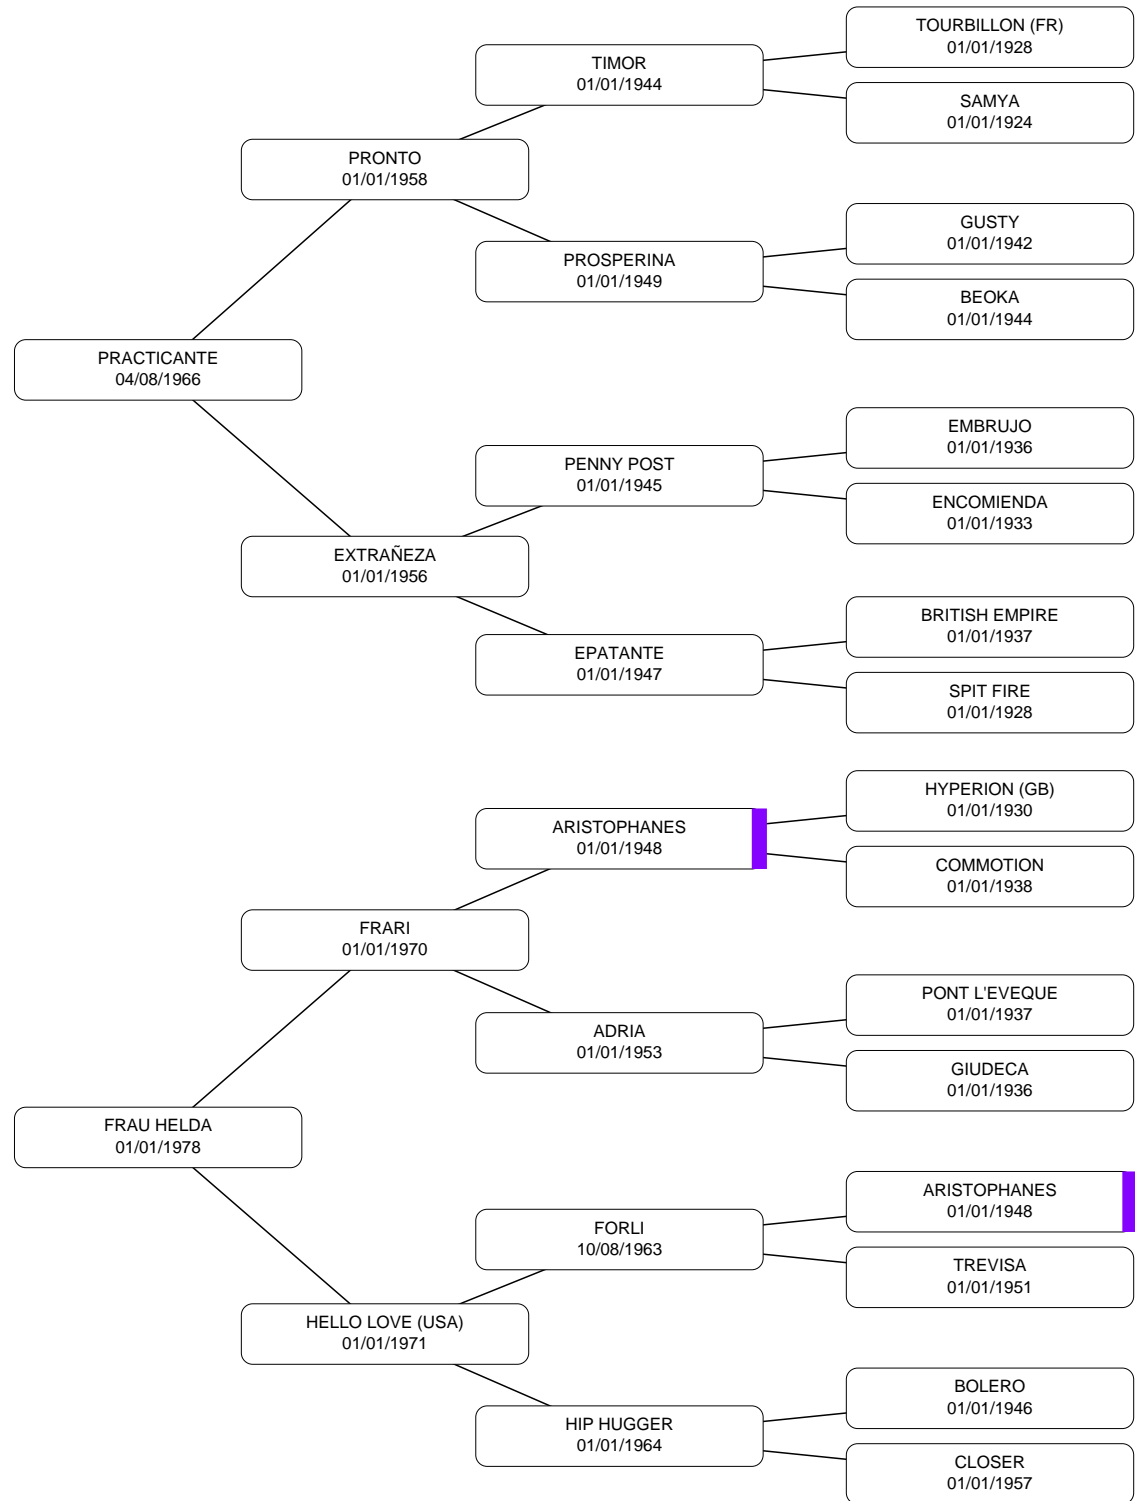 TOURBILLON (FR)
01/01/1928
TIMOR
01/01/1944
SAMYA
01/01/1924
PRONTO
01/01/1958
GUSTY
01/01/1942
PROSPERINA
01/01/1949
BEOKA
01/01/1944
PRACTICANTE
04/08/1966
EMBRUJO
01/01/1936
PENNY POST
01/01/1945
ENCOMIENDA
01/01/1933
EXTRAÑEZA
01/01/1956
BRITISH EMPIRE
01/01/1937
EPATANTE
01/01/1947
SPIT FIRE
01/01/1928
HYPERION (GB)
01/01/1930
ARISTOPHANES
01/01/1948
COMMOTION
01/01/1938
FRARI
01/01/1970
PONT L'EVEQUE
01/01/1937
ADRIA
01/01/1953
GIUDECA
01/01/1936
FRAU HELDA
01/01/1978
ARISTOPHANES
01/01/1948
FORLI
10/08/1963
TREVISA
01/01/1951
HELLO LOVE (USA)
01/01/1971
BOLERO
01/01/1946
HIP HUGGER
01/01/1964
CLOSER
01/01/1957